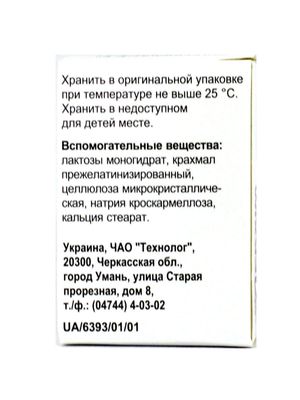 Хранить в оригинальной упаковке
при температуре не выше 25 °C.
Хранить в недоступном
для детей месте.
Вспомогательные вещества:
лактозы моногидрат, крахмал
прежелатинизированный,
целлюлоза микрокристалличе-
ская, натрия кроскармеллоза,
кальция стеарат.
Украина, ЧАО "Технолог",
20300, Черкасская обл.,
город Умань, улица Старая
прорезная, дом 8,
т./ф.: (04744) 4-03-02
UA/6393/01/01